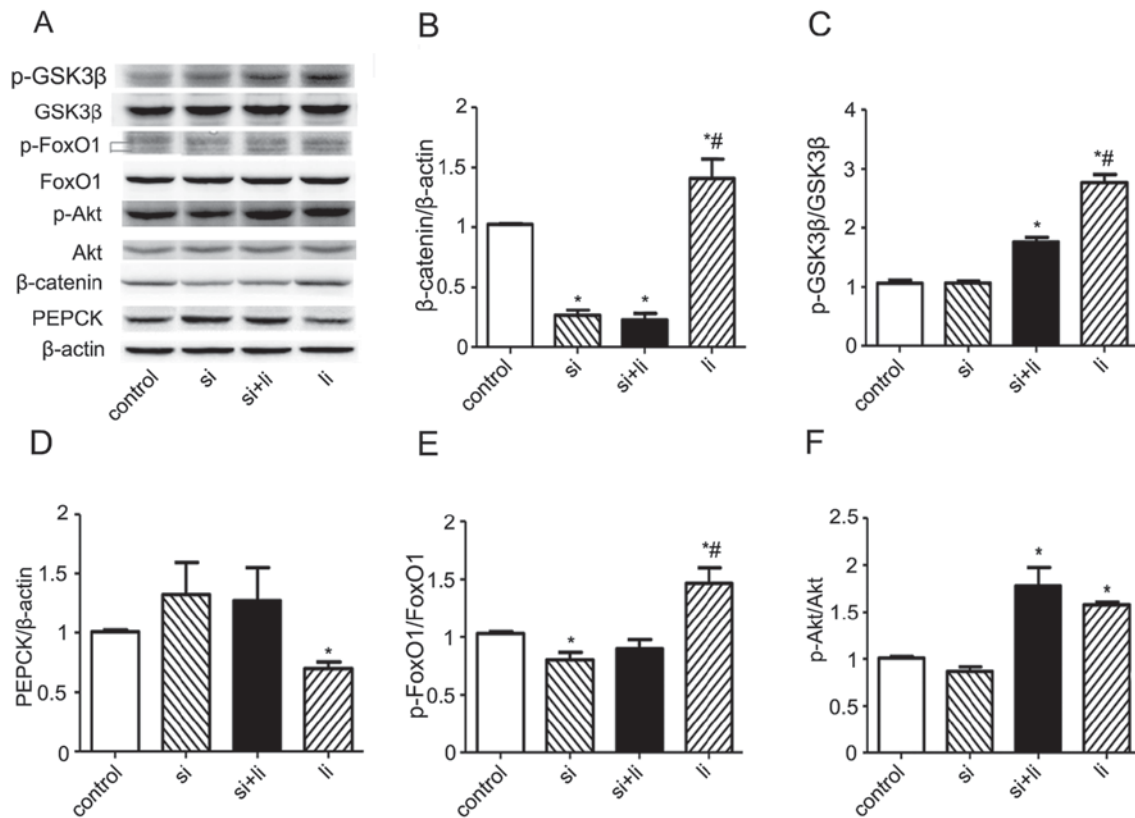 A
p-GSK3β
GSK3β
p-FoxO1
FoxO1
p-Akt
Akt
β-catenin
PEPCK
β-actin
control si si+li li
B
β-catenin/β-actin
2
1.5
1
0.5
0
*
*
*#
control si si+li li
C
p-GSK3β/GSK3β
4
3
2
1
0
*
*#
control si si+li li
D
PEPCK/β-actin
2
1.5
1
0.5
0
*
control si si+li li
E
p-FoxO1/FoxO1
2
1.5
1
0.5
0
*
*#
control si si+li li
F
p-Akt/Akt
2.5
2
1.5
1
0.5
0
*
*
control si si+li li